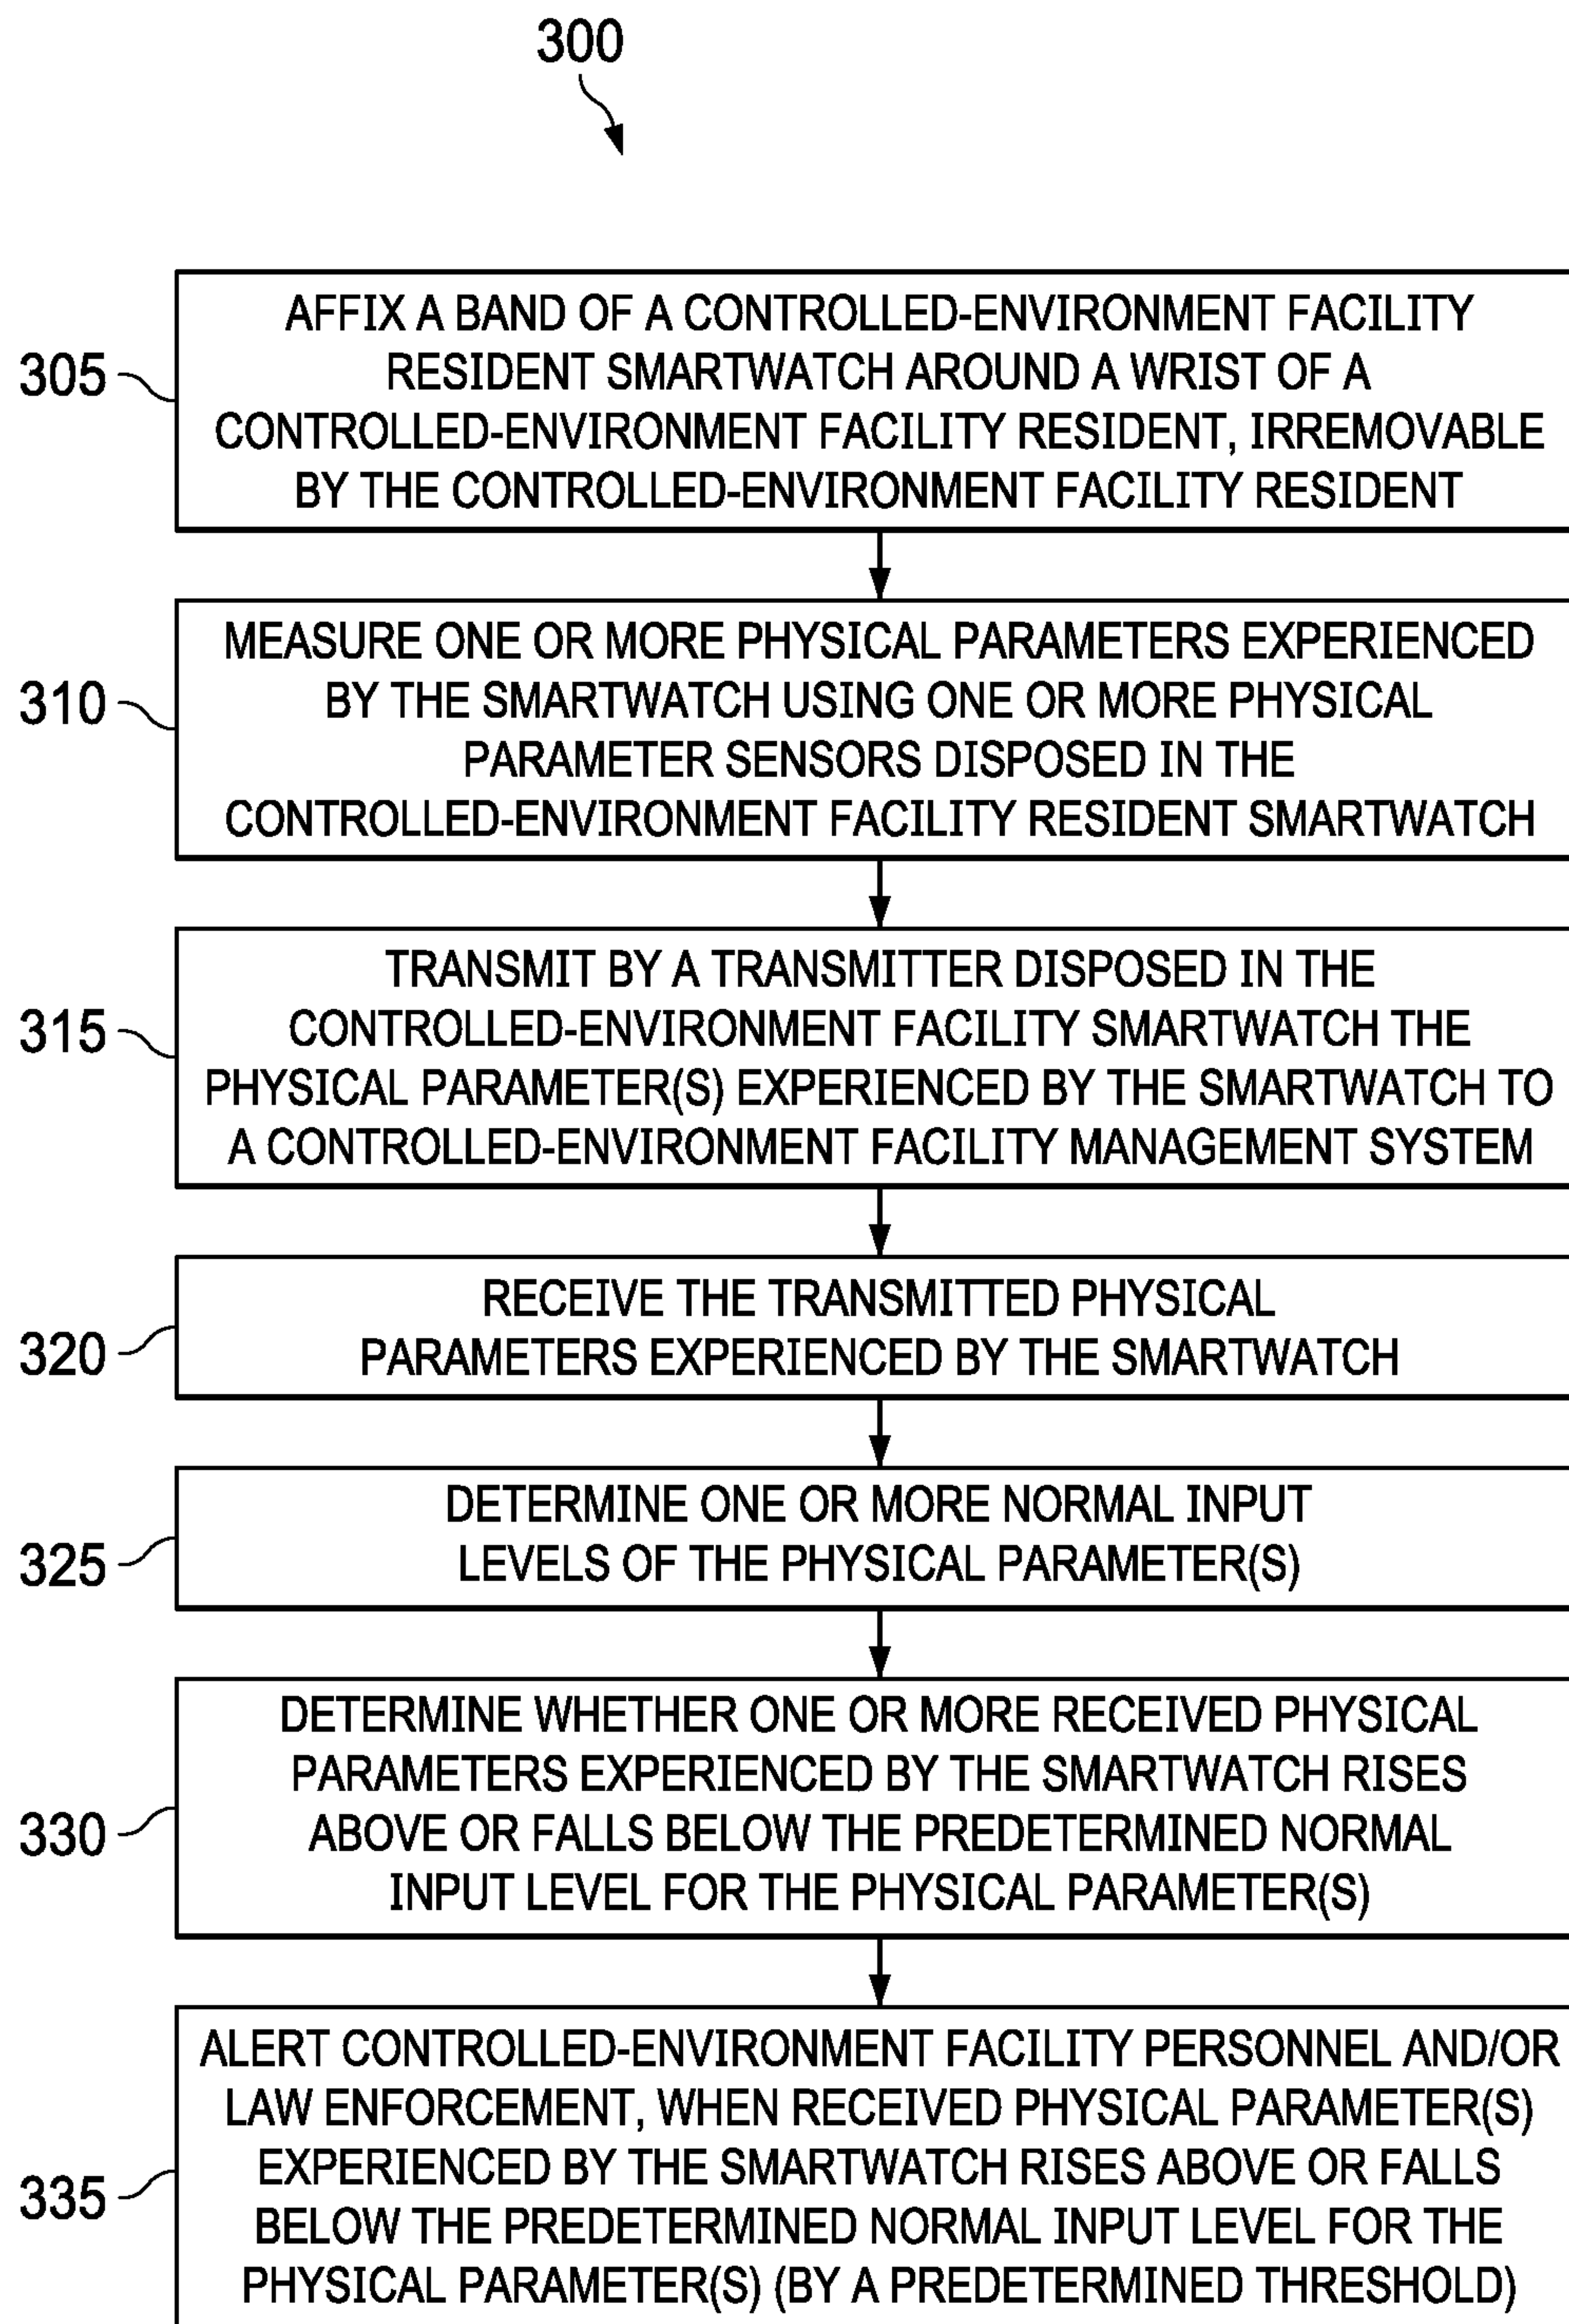 300
305
AFFIX A BAND OF A CONTROLLED-ENVIRONMENT FACILITY
RESIDENT SMARTWATCH AROUND A WRIST OF A
CONTROLLED-ENVIRONMENT FACILITY RESIDENT, IRREMOVABLE
BY THE CONTROLLED-ENVIRONMENT FACILITY RESIDENT
310
MEASURE ONE OR MORE PHYSICAL PARAMETERS EXPERIENCED
BY THE SMARTWATCH USING ONE OR MORE PHYSICAL
PARAMETER SENSORS DISPOSED IN THE
CONTROLLED-ENVIRONMENT FACILITY RESIDENT SMARTWATCH
315
TRANSMIT BY A TRANSMITTER DISPOSED IN THE
CONTROLLED-ENVIRONMENT FACILITY SMARTWATCH THE
PHYSICAL PARAMETER(S) EXPERIENCED BY THE SMARTWATCH TO
A CONTROLLED-ENVIRONMENT FACILITY MANAGEMENT SYSTEM
320
RECEIVE THE TRANSMITTED PHYSICAL
PARAMETERS EXPERIENCED BY THE SMARTWATCH
325
DETERMINE ONE OR MORE NORMAL INPUT
LEVELS OF THE PHYSICAL PARAMETER(S)
330
DETERMINE WHETHER ONE OR MORE RECEIVED PHYSICAL
PARAMETERS EXPERIENCED BY THE SMARTWATCH RISES
ABOVE OR FALLS BELOW THE PREDETERMINED NORMAL
INPUT LEVEL FOR THE PHYSICAL PARAMETER(S)
335
ALERT CONTROLLED-ENVIRONMENT FACILITY PERSONNEL AND/OR
LAW ENFORCEMENT, WHEN RECEIVED PHYSICAL PARAMETER(S)
EXPERIENCED BY THE SMARTWATCH RISES ABOVE OR FALLS
BELOW THE PREDETERMINED NORMAL INPUT LEVEL FOR THE
PHYSICAL PARAMETER(S) (BY A PREDETERMINED THRESHOLD)